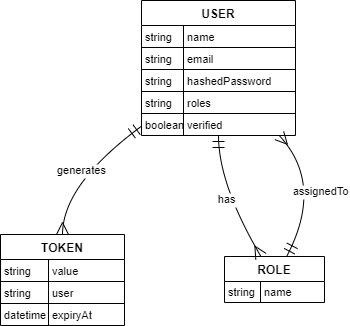 USER
string name
string email
string hashedPassword
string roles
boolean verified
generates
has
assignedTo
TOKEN
string value
string user
datetime expiryAt
ROLE
string name